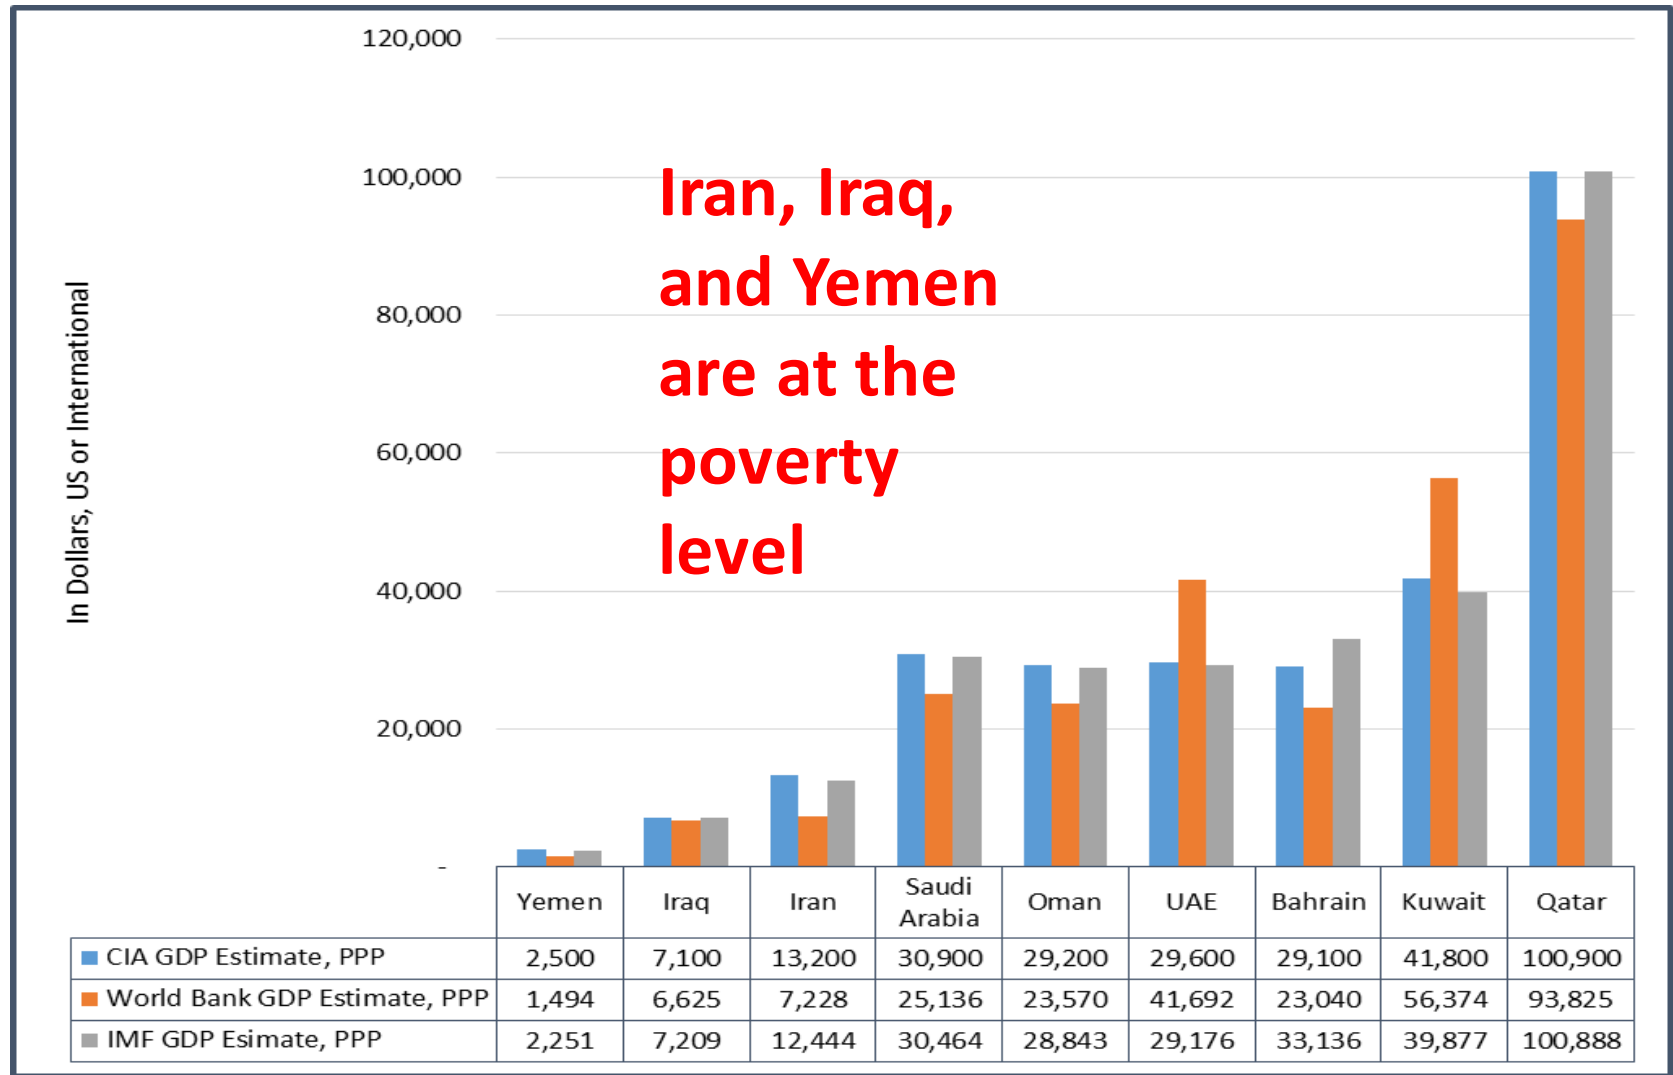 120,000
100,000
80,000
60,000
40,000
20,000
-
In Dollars, US or International
Iran, Iraq,
and Yemen
are at the
poverty
level
Yemen Iraq Iran Saudi Arabia Oman UAE Bahrain Kuwait Qatar
CIA GDP Estimate, PPP 2,500 7,100 13,200 30,900 29,200 29,600 29,100 41,800 100,900
World Bank GDP Estimate, PPP 1,494 6,625 7,228 25,136 23,570 41,692 23,040 56,374 93,825
IMF GDP Esimate, PPP 2,251 7,209 12,444 30,464 28,843 29,176 33,136 39,877 100,888